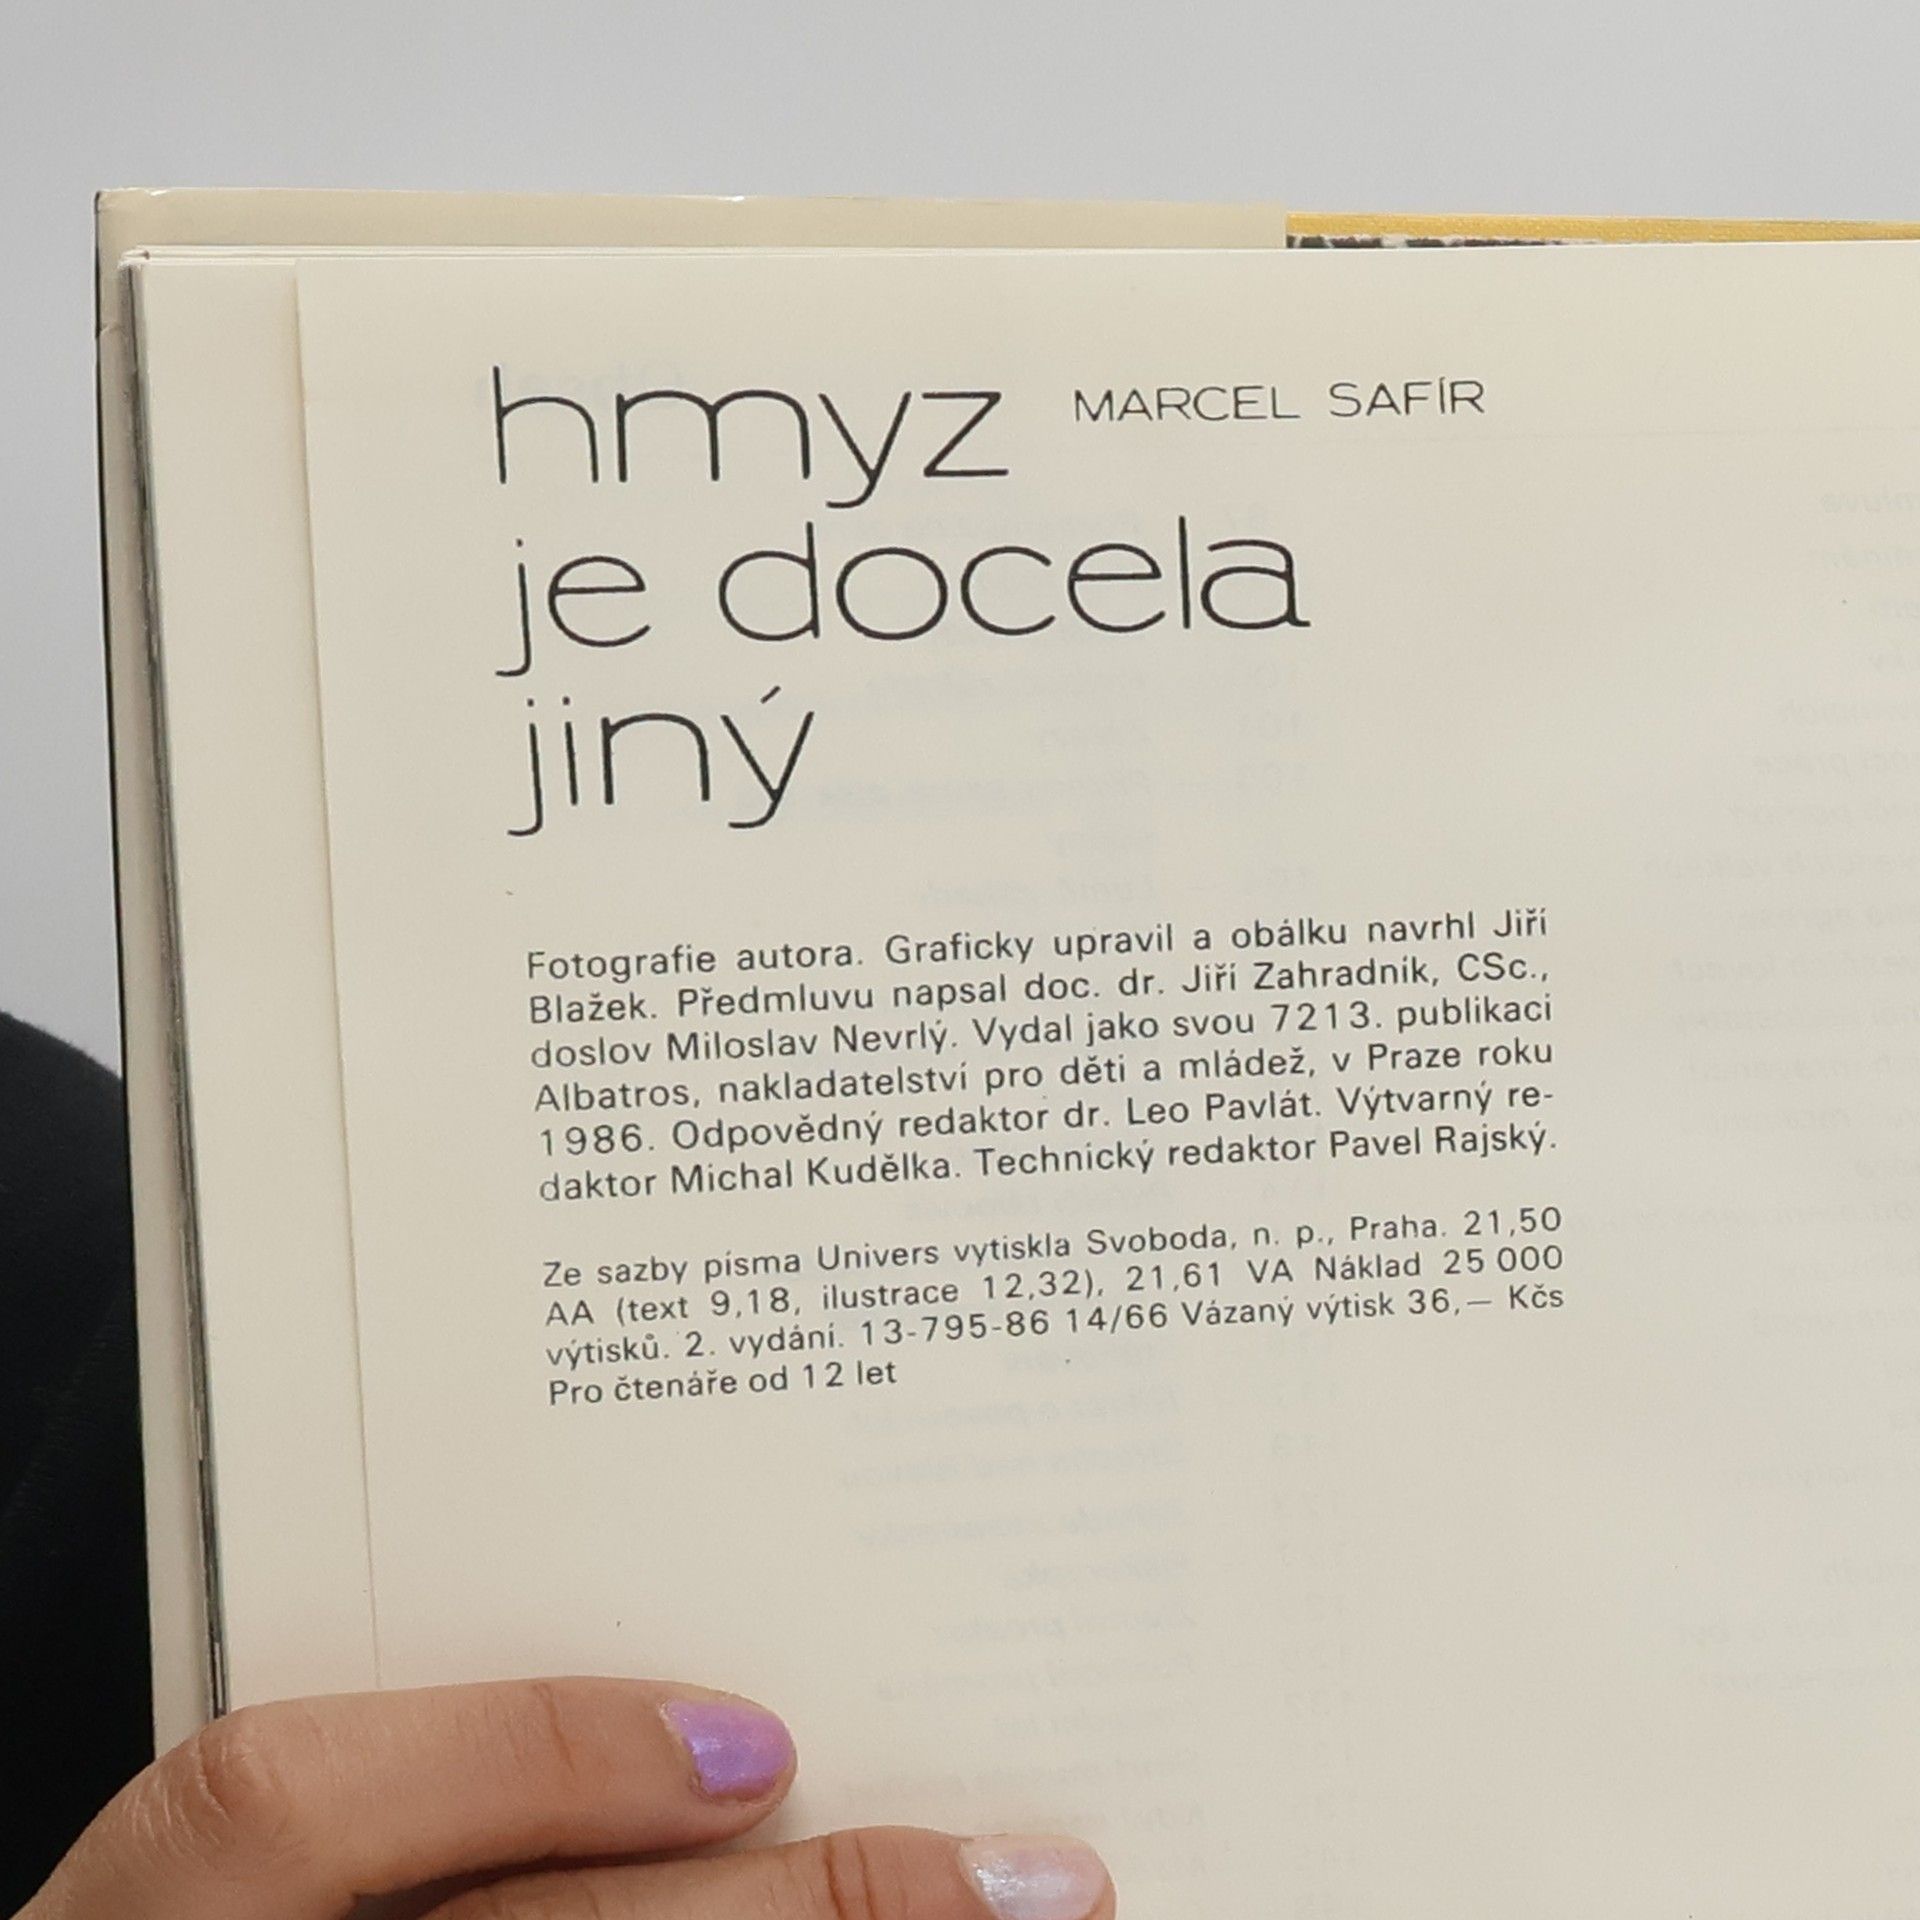 hmyz MARCEL SAFÍR
je docela
jiný
Fotografie autora. Graficky upravil a obálku navrhl Jiří
Blažek. Předmluvu napsal doc. dr. Jiří Zahradník, CSc.,
doslov Miloslav Nevrlý. Vydal jako svou 7213. publikaci
Albatros, nakladatelství pro děti a mládež, v Praze roku
1986. Odpovědný redaktor dr. Leo Pavlát. Výtvarný re-
daktor Michal Kudělka. Technický redaktor Pavel Rajský.
Ze sazby písma Univers vytiskla Svoboda, n. p., Praha. 21,50
AA (text 9,18, ilustrace 12,32), 21,61 VA Náklad 25 000
výtisků. 2. vydání. 13-795-86 14/66 Vázaný výtisk 36,— Kčs
Pro čtenáře od 12 let